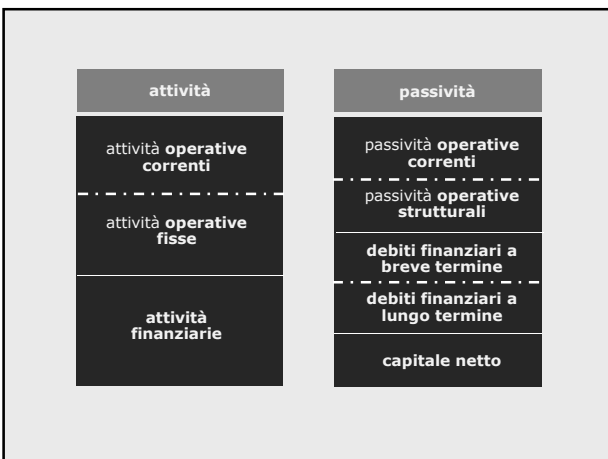 attività
attività operative
correnti
attività operative
fisse
attività
finanziarie
passività
passività operative
correnti
passività operative
strutturali
debiti finanziari a
breve termine
debiti finanziari a
lungo termine
capitale netto